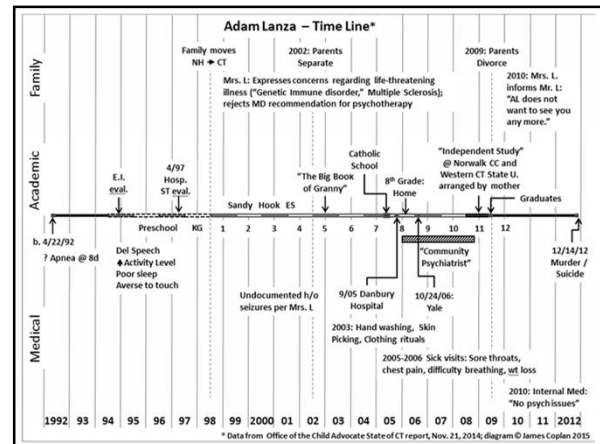 Adam Lanza – Time Line*
Family
Family moves
NH → CT
2002: Parents
Separate
2009: Parents
Divorce
Mrs. L: Expresses concerns regarding life-threatening
illness ("Genetic Immune disorder," Multiple Sclerosis);
rejects MD recommendation for psychotherapy
2010: Mrs. L.
informs Mr. L:
"AL does not
want to see you
any more."
Academic
E.I.
eval.
4/97
Hosp.
ST eval.
"The Big Book
of Granny"
Catholic
School
8th Grade:
Home
"Independent Study"
@ Norwalk CC and
Western CT State U.
arranged by mother
Graduates
Sandy Hook ES
Preschool KG 1 2 3 4 5 6 7 8 9 10 11 12
b. 4/22/92
? Apnea @ 8d
Del Speech
↑Activity Level
Poor sleep
Averse to touch
"Community
Psychiatrist"
12/14/12
Murder /
Suicide
Medical
Undocumented h/o
seizures per Mrs. L
9/05 Danbury
Hospital
10/24/06:
Yale
2003: Hand washing, Skin
Picking, Clothing rituals
2005-2006 Sick visits: Sore throats,
chest pain, difficulty breathing, wt loss
2010: Internal Med:
"No psych issues"
1992 93 94 95 96 97 98 99 2000 01 02 03 04 05 06 07 08 09 10 11 2012
* Data from Office of the Child Advocate State of CT report, Nov. 21, 2014; diagram © James Coplan 2015